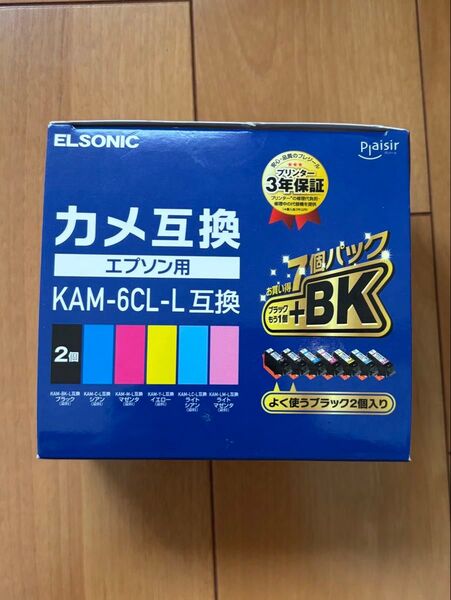 ELSONIC
Plaisir
安心・品質のプレジール
プリンター
3年保証
カメ互換
エプソン用
KAM-6CL-L互換
お買い得
7個パック
ブラック
もう1個
+BK
2個
KAM-BK-L互換
ブラック
KAM-C-L互換
シアン
KAM-M-L互換
マゼンタ
KAM-Y-L互換
イエロー
KAM-LC-L互換
ライト
シアン
KAM-LM-L互換
ライト
マゼンタ
よく使うブラック2個入り